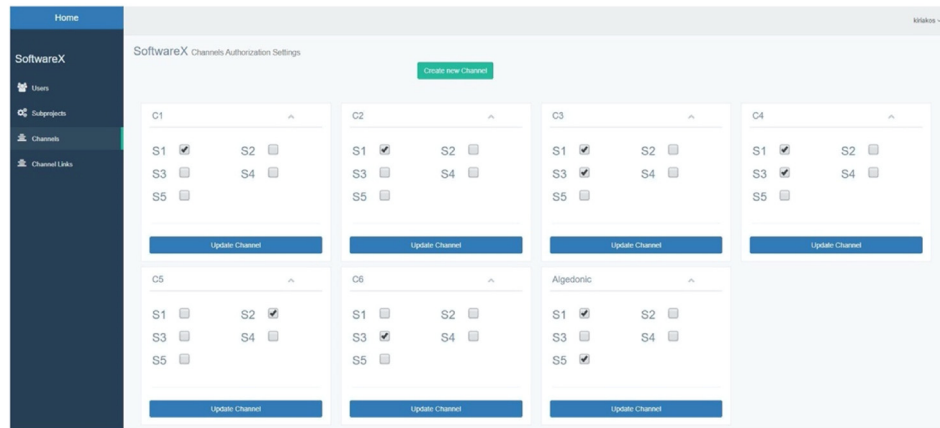 Home
kiriakos
SoftwareX
SoftwareX Channels Authorization Settings
Create new Channel
Users
Subprojects
Channels
Channel Links
C1
S1 S2
S3 S4
S5
Update Channel
C2
S1 S2
S3 S4
S5
Update Channel
C3
S1 S2
S3 S4
S5
Update Channel
C4
S1 S2
S3 S4
S5
Update Channel
C5
S1 S2
S3 S4
S5
Update Channel
C6
S1 S2
S3 S4
S5
Update Channel
Algedonic
S1 S2
S3 S4
S5
Update Channel